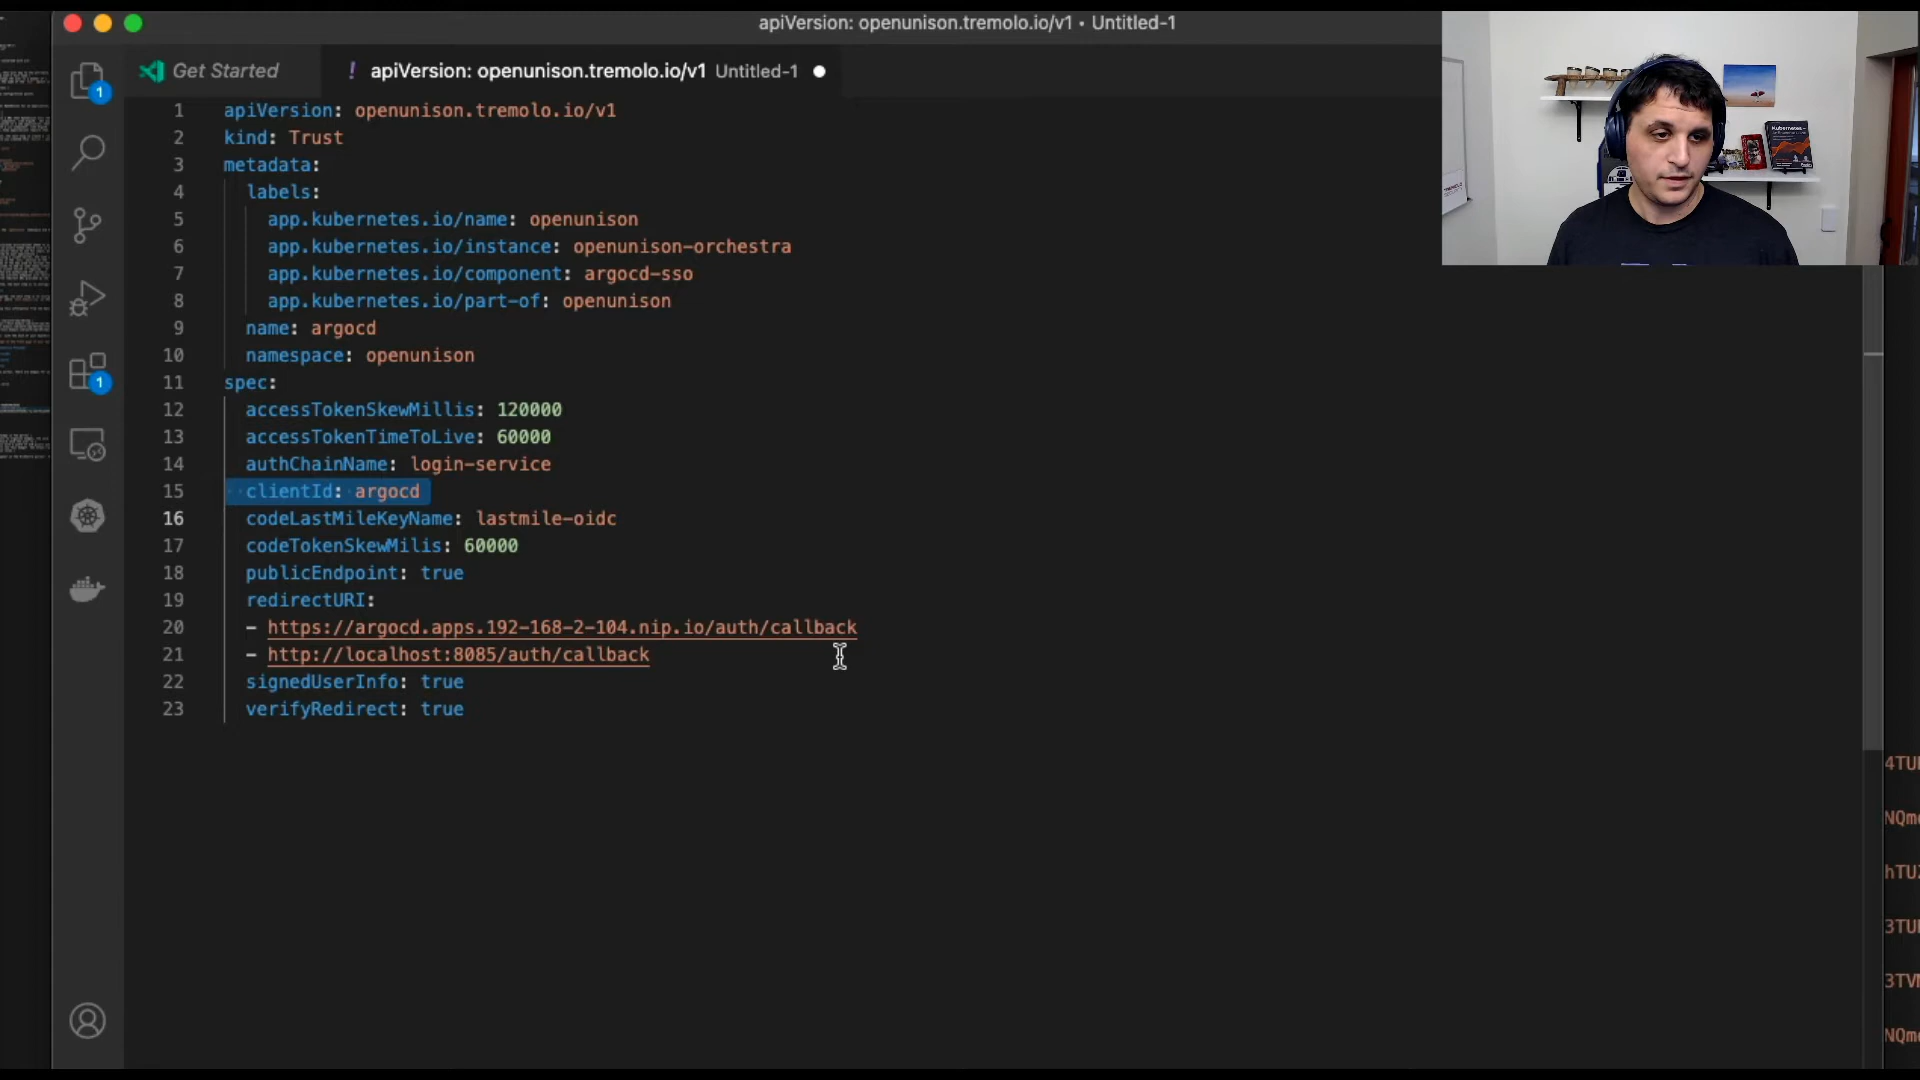 apiVersion: openunison.tremolo.io/v1 • Untitled-1
Get Started
! apiVersion: openunison.tremolo.io/v1 Untitled-1
1
1
1 apiVersion: openunison.tremolo.io/v1
2 kind: Trust
3 metadata:
4 labels:
5 app.kubernetes.io/name: openunison
6 app.kubernetes.io/instance: openunison-orchestra
7 app.kubernetes.io/component: argocd-sso
8 app.kubernetes.io/part-of: openunison
9 name: argocd
10 namespace: openunison
11 spec:
12 accessTokenSkewMillis: 120000
13 accessTokenTimeToLive: 60000
14 authChainName: login-service
15 clientId: argocd
16 codeLastMileKeyName: lastmile-oidc
17 codeTokenSkewMilis: 60000
18 publicEndpoint: true
19 redirectURI:
20 - https://argocd.apps.192-168-2-104.nip.io/auth/callback
21 - http://localhost:8085/auth/callback
22 signedUserInfo: true
23 verifyRedirect: true
Kubernetes